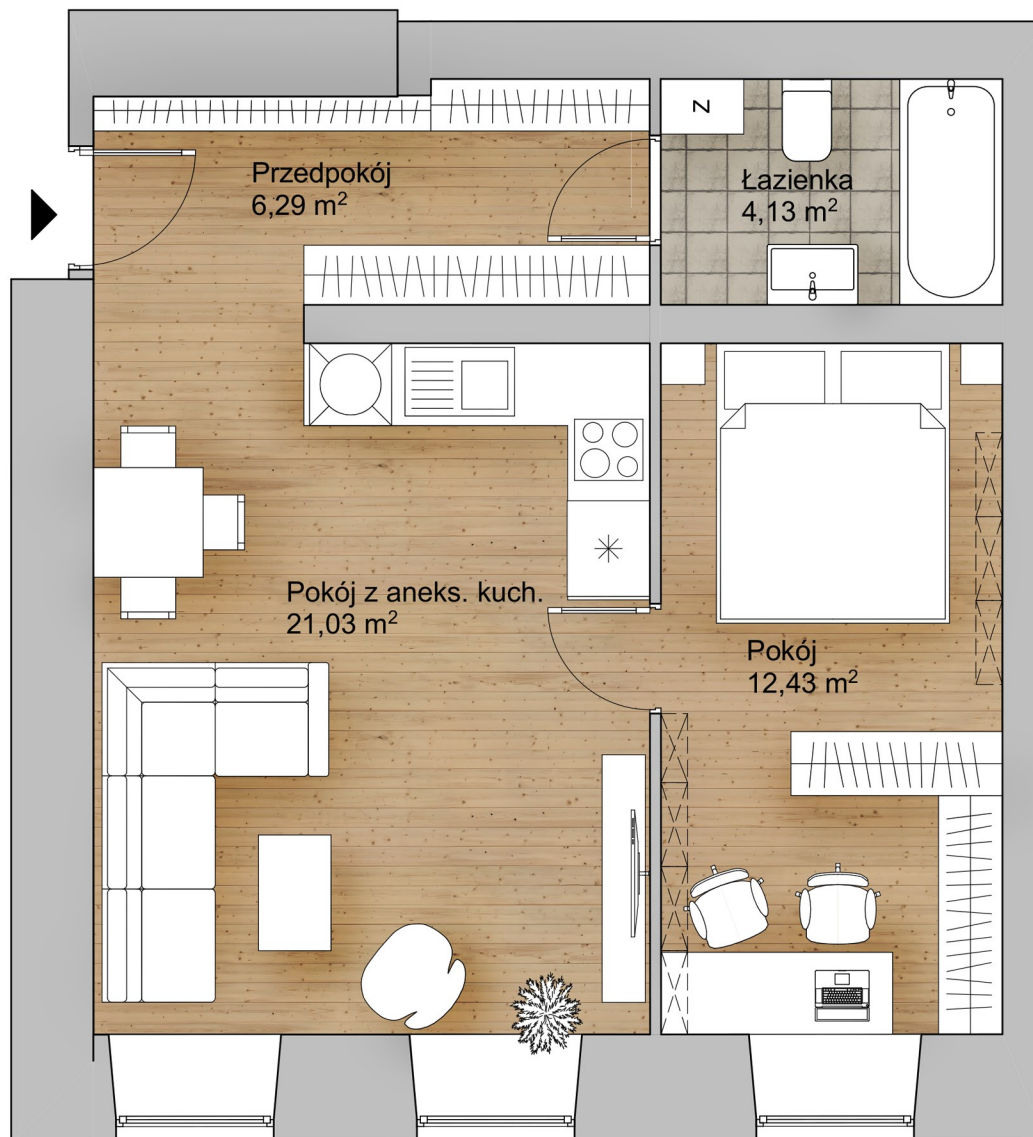 Przedpokój
6,29 m²
Z
Łazienka
4,13 m²
Pokój z aneks. kuch.
21,03 m²
Pokój
12,43 m²